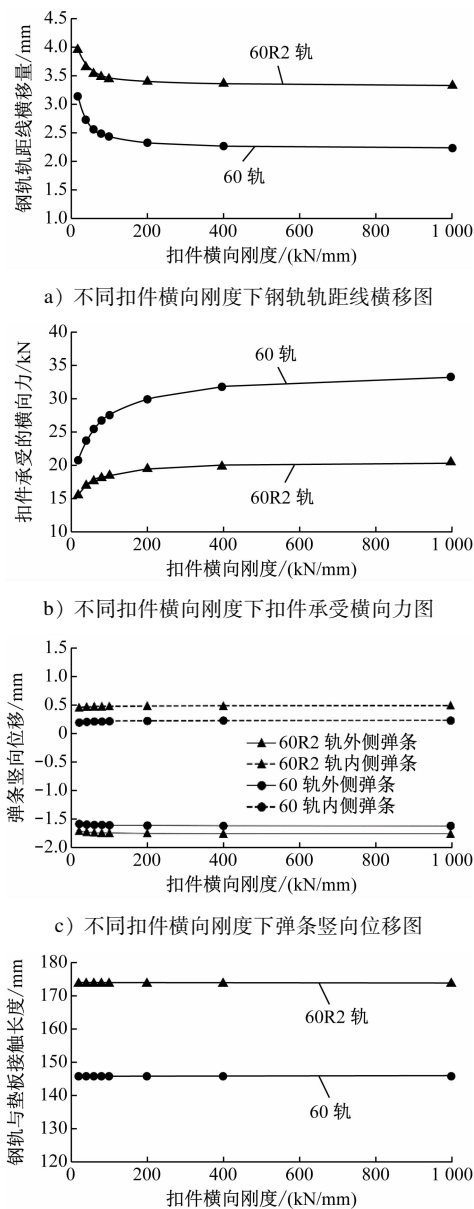 钢轨轨距线横移量/mm
4.5
4.0
3.5
3.0
2.5
2.0
1.5
1.0
60R2 轨
60 轨
0 200 400 600 800 1 000
扣件横向刚度/(kN/mm)
a）不同扣件横向刚度下钢轨轨距线横移图
扣件承受的横向力/kN
40
35
30
25
20
15
10
60 轨
60R2 轨
0 200 400 600 800 1 000
扣件横向刚度/(kN/mm)
b）不同扣件横向刚度下扣件承受横向力图
弹条竖向位移/mm
1.5
1.0
0.5
0
-0.5
-1.0
-1.5
-2.0
60R2 轨外侧弹条
60R2 轨内侧弹条
60 轨外侧弹条
60 轨内侧弹条
0 200 400 600 800 1 000
扣件横向刚度/(kN/mm)
c）不同扣件横向刚度下弹条竖向位移图
钢轨与垫板接触长度/mm
180
170
160
150
140
130
120
60R2 轨
60 轨
0 200 400 600 800 1 000
扣件横向刚度/(kN/mm)